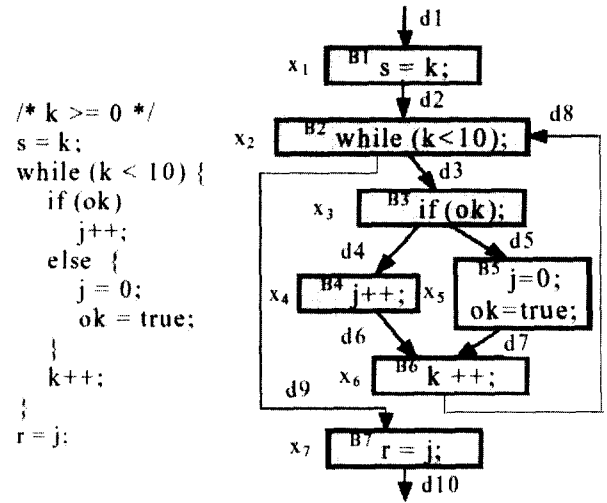 /* k >= 0 */
s = k;
while (k < 10) {
if (ok)
j++;
else {
j = 0;
ok = true;
}
k++;
}
r = j;
d1
x1 B1 s = k;
d2
d8
x2 B2 while (k<10);
d3
x3 B3 if (ok);
d4 d5
x4 B4 j++;
x5 B5 j=0;
ok=true;
d6 d7
x6 B6 k ++;
d9
x7 B7 r = j;
d10